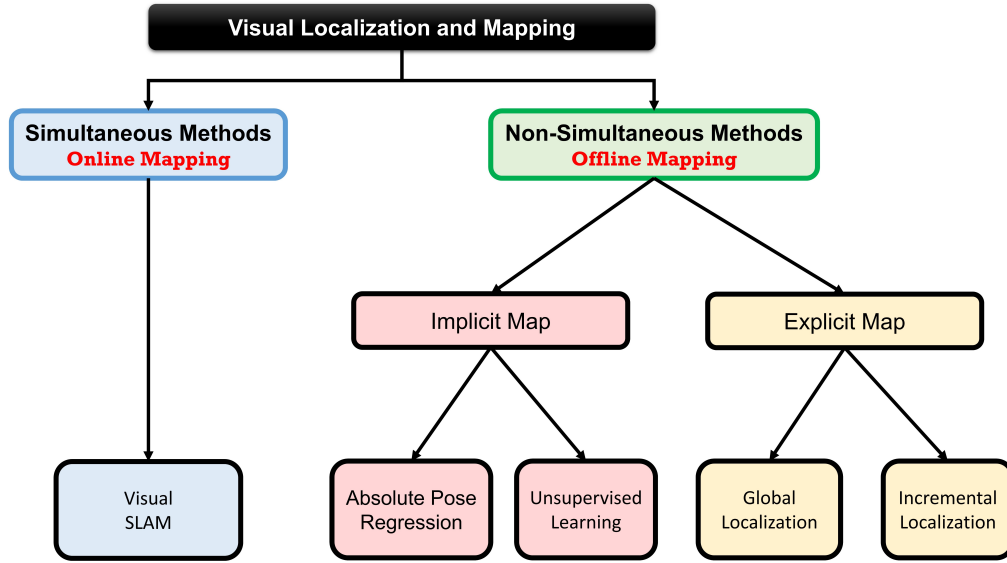 Visual Localization and Mapping
Simultaneous Methods
Online Mapping
Non-Simultaneous Methods
Offline Mapping
Implicit Map
Explicit Map
Visual
SLAM
Absolute Pose
Regression
Unsupervised
Learning
Global
Localization
Incremental
Localization